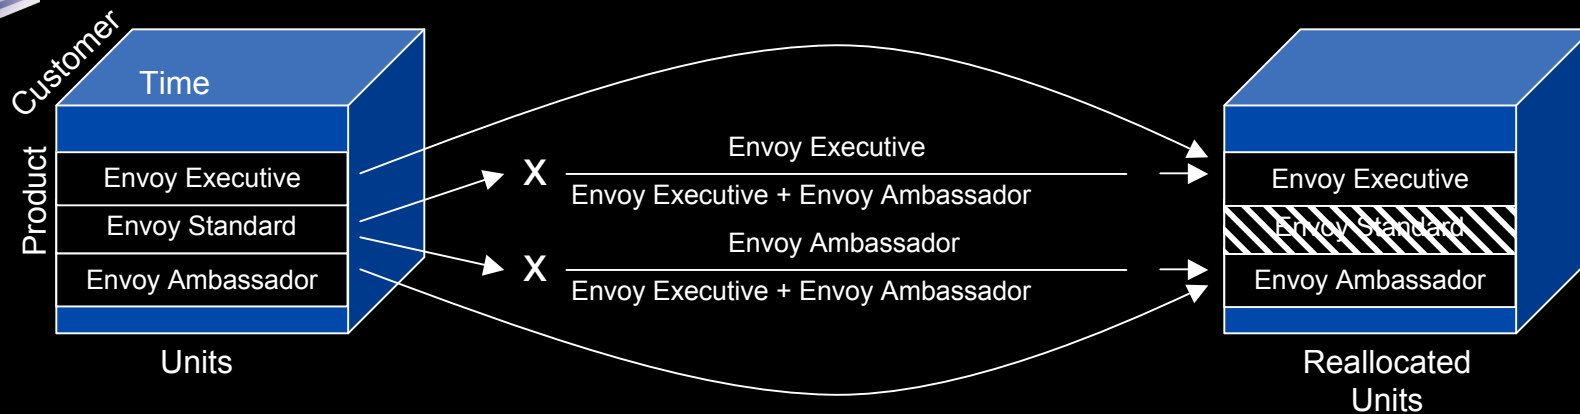 Customer
Time
Product
Envoy Executive
Envoy Standard
Envoy Ambassador
Units
X
Envoy Executive
Envoy Executive + Envoy Ambassador
X
Envoy Ambassador
Envoy Executive + Envoy Ambassador
Envoy Executive
Envoy Standard
Envoy Ambassador
Reallocated
Units